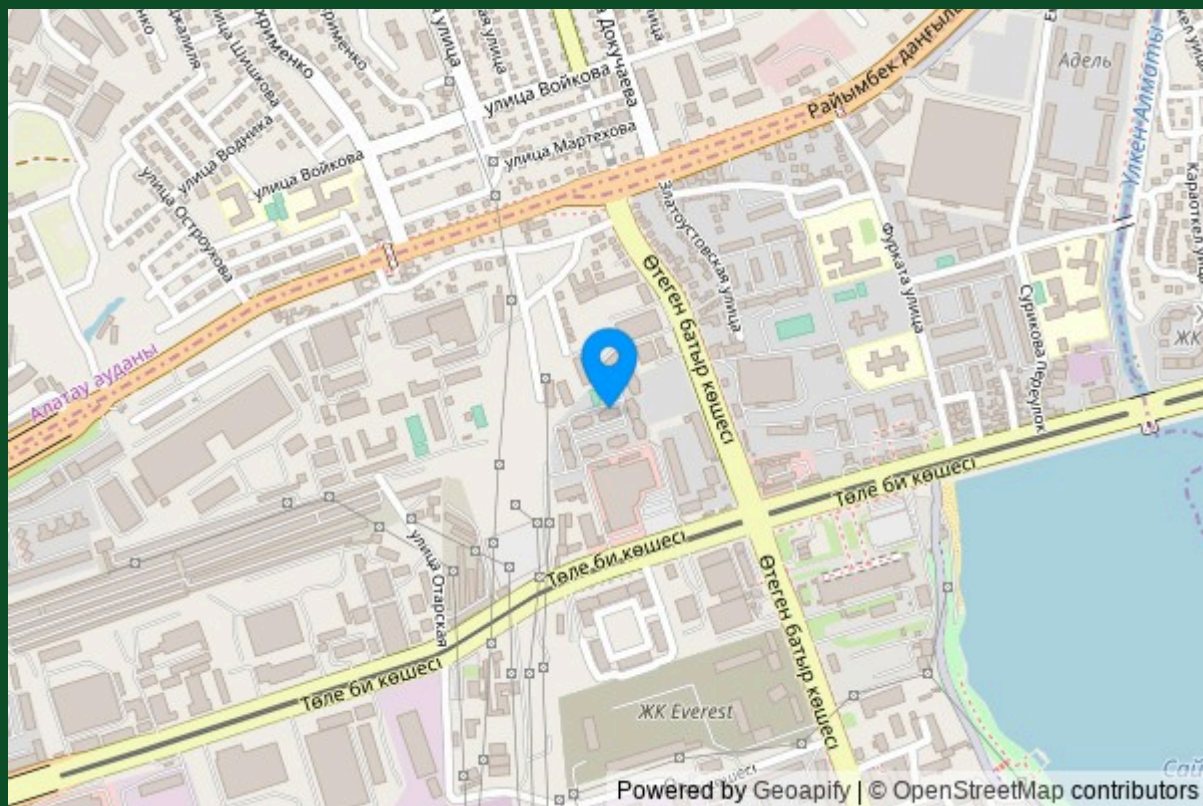 улица Войкова
Докучаева
улица Шишкова
улица Водника
улица Войкова
улица Мартехова
улица Остроухова
Райымбек даңғылы
Адель
Үлкен Алматы
Златоустовская улица
Фурката улица
Өтеген батыр көшесі
Сурикова переулок
ЖК
Алатау ауданы
Төле би көшесі
улица Отарская
Төле би көшесі
Өтеген батыр көшесі
Төле би көшесі
ЖК Everest
Powered by Geoapify | © OpenStreetMap contributors